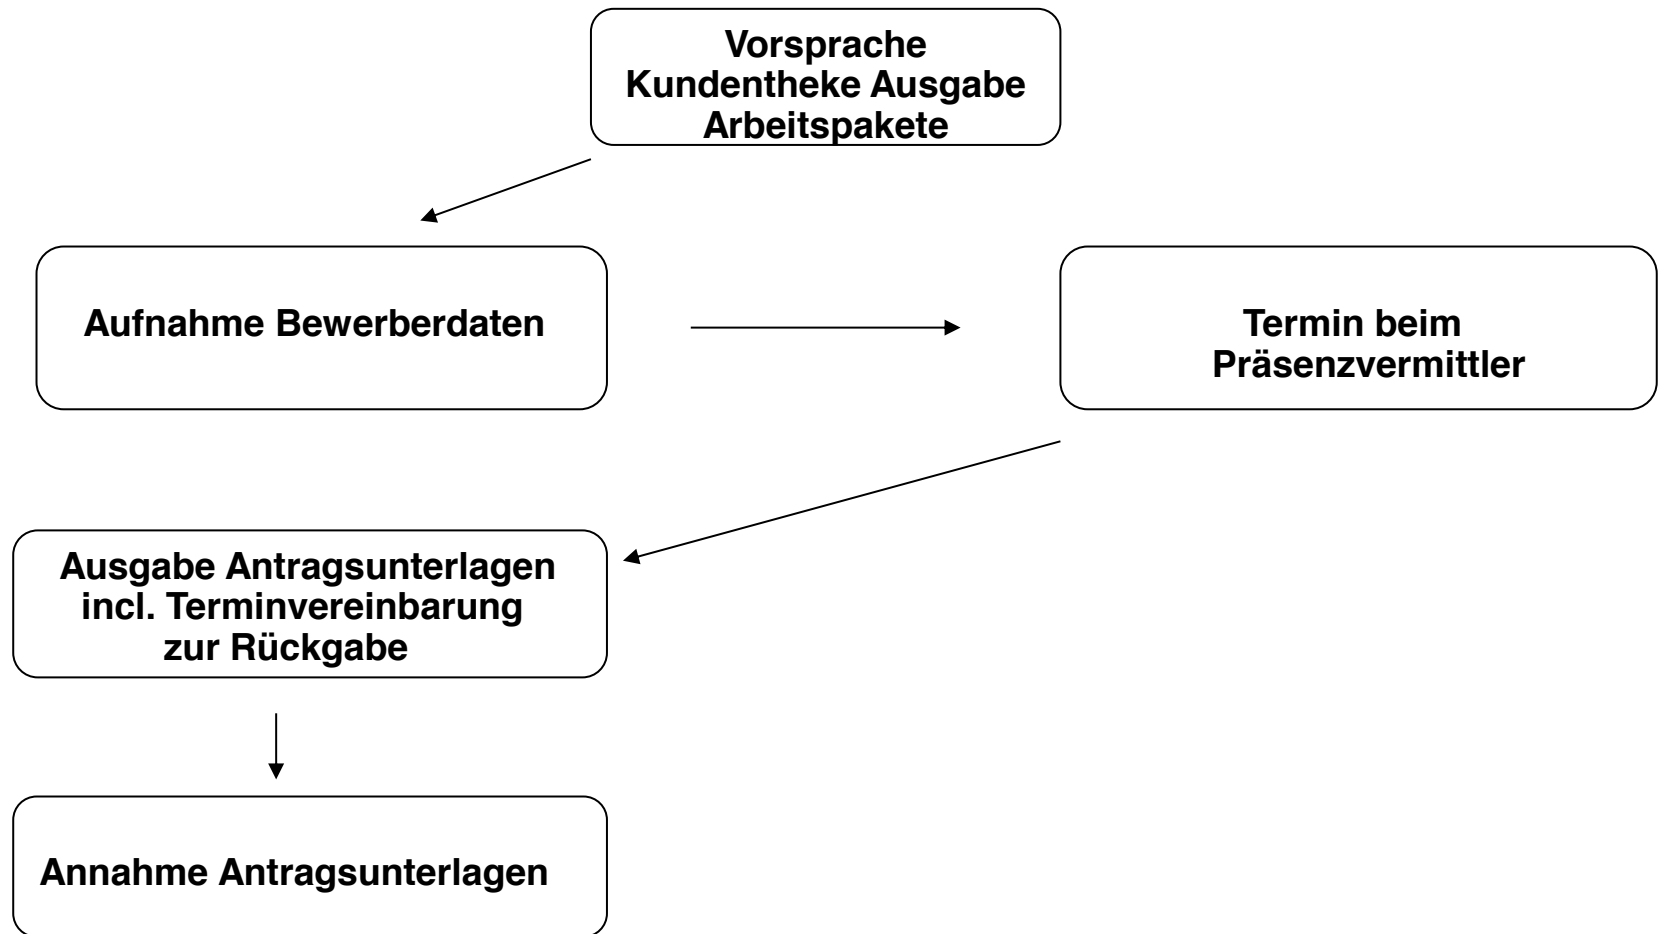 Vorsprache
Kundentheke Ausgabe
Arbeitspakete
Aufnahme Bewerberdaten
Termin beim
Präsenzvermittler
Ausgabe Antragsunterlagen
incl. Terminvereinbarung
zur Rückgabe
Annahme Antragsunterlagen